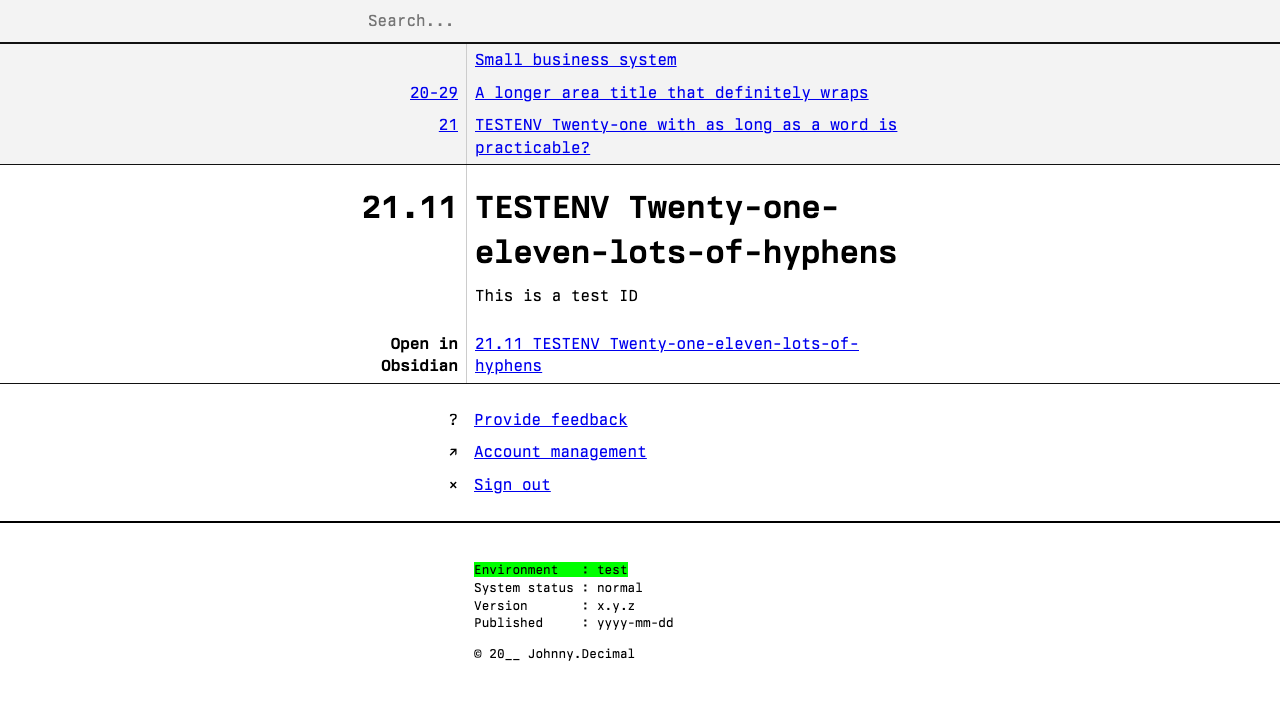 Search...
Small business system
20-29 A longer area title that definitely wraps
21 TESTENV Twenty-one with as long as a word is
practicable?
21.11 TESTENV Twenty-one-
eleven-lots-of-hyphens
This is a test ID
Open in 21.11 TESTENV Twenty-one-eleven-lots-of-
Obsidian hyphens
? Provide feedback
↗ Account management
× Sign out
Environment : test
System status : normal
Version : x.y.z
Published : yyyy-mm-dd
© 20__ Johnny.Decimal